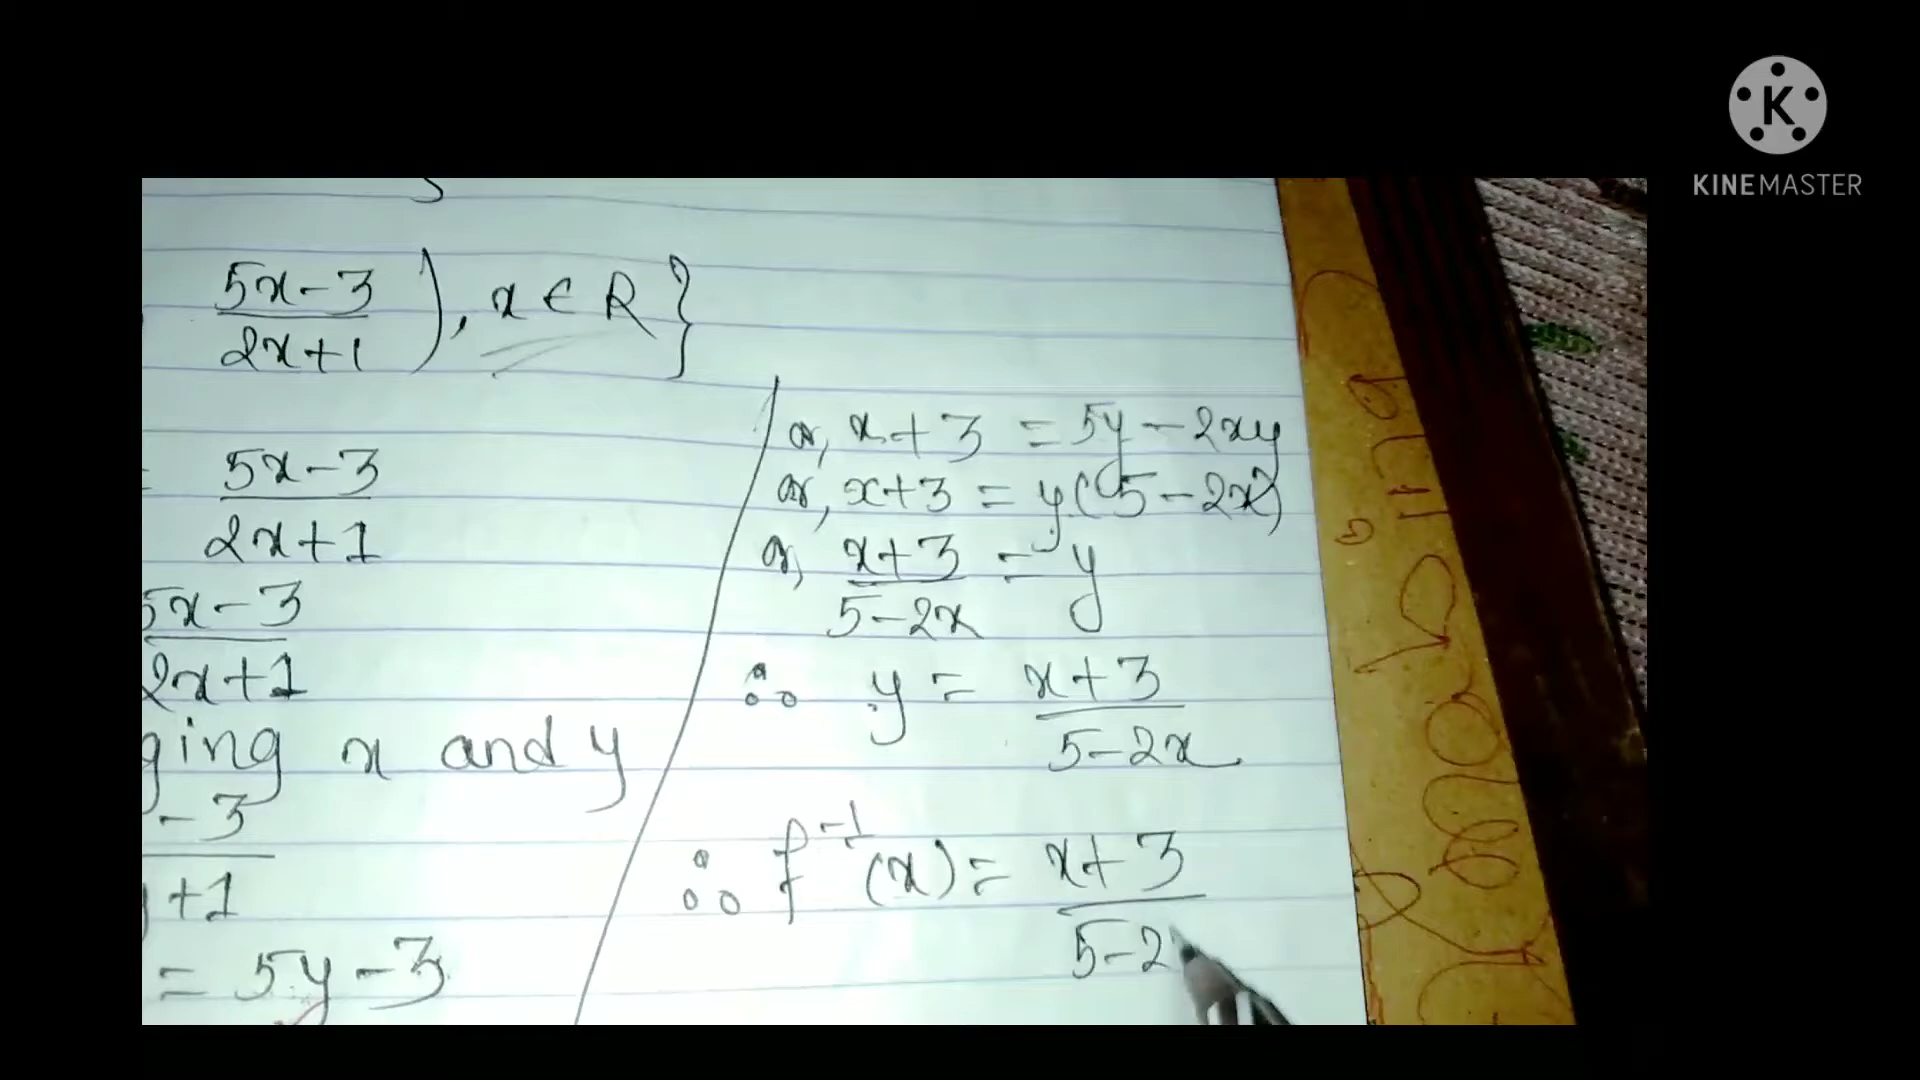 K
KINEMASTER
5x-3
2x+1
), x ∈ R }
= 5x-3
2x+1
5x-3
2x+1
ging x and y
-3
+1
= 5y-3
or, x+3 = 5y-2xy
or, x+3 = y(5-2x)
or, x+3 = y
5-2x
∴ y = x+3
5-2x
∴ f⁻¹(x) = x+3
5-2